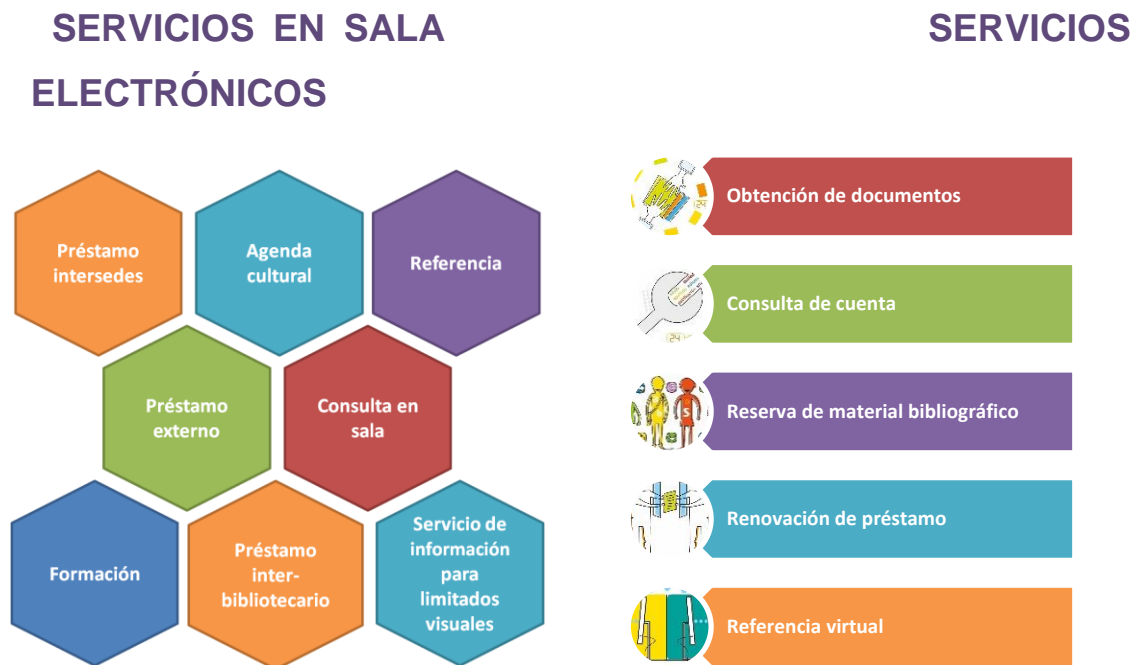 SERVICIOS EN SALA
SERVICIOS
ELECTRÓNICOS
Préstamo
intersedes
Agenda
cultural
Referencia
Préstamo
externo
Consulta en
sala
Formación
Préstamo
inter-
bibliotecario
Servicio de
información
para
limitados
visuales
Obtención de documentos
Consulta de cuenta
Reserva de material bibliográfico
Renovación de préstamo
Referencia virtual